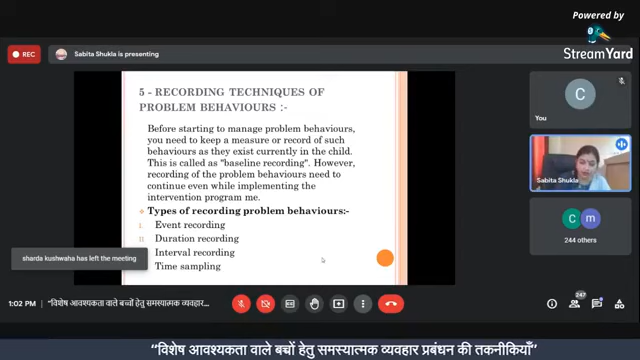 Powered by
StreamYard
REC
Sabita Shukla is presenting
5 - RECORDING TECHNIQUES OF
PROBLEM BEHAVIOURS :-
Before starting to manage problem behaviours,
you need to keep a measure or record of such
behaviours as they exist currently in the child.
This is called as "baseline recording". However,
recording of the problem behaviours need to
continue even while implementing the
intervention program me.
Types of recording problem behaviours:-
I. Event recording
II. Duration recording
Interval recording
Time sampling
sharda kushwaha has left the meeting
C
You
Sabita Shukla
C m
244 others
1:02 PM | "विशेष आवश्यकता वाले बच्चों हेतु समस्यात्मक व्यवहार...
247
"विशेष आवश्यकता वाले बच्चों हेतु समस्यात्मक व्यवहार प्रबंधन की तकनीकियाँ"